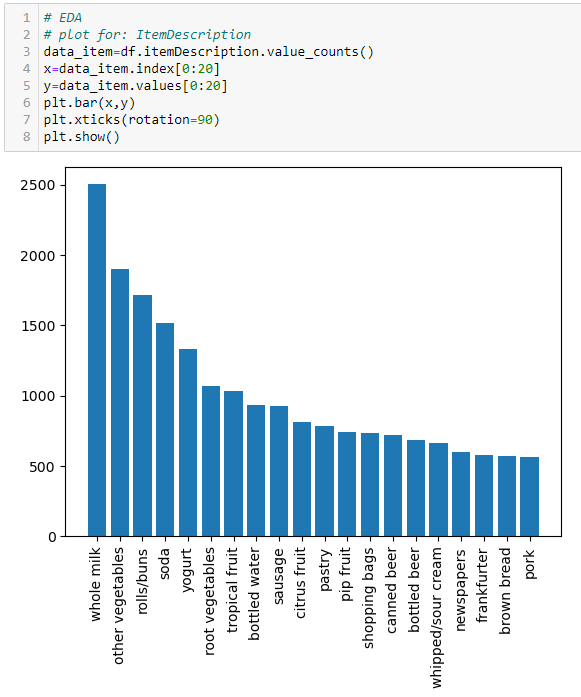 1 # EDA
2 # plot for: ItemDescription
3 data_item=df.itemDescription.value_counts()
4 x=data_item.index[0:20]
5 y=data_item.values[0:20]
6 plt.bar(x,y)
7 plt.xticks(rotation=90)
8 plt.show()
2500
2000
1500
1000
500
0
whole milk
other vegetables
rolls/buns
soda
yogurt
root vegetables
tropical fruit
bottled water
sausage
citrus fruit
pastry
pip fruit
shopping bags
canned beer
bottled beer
whipped/sour cream
newspapers
frankfurter
brown bread
pork